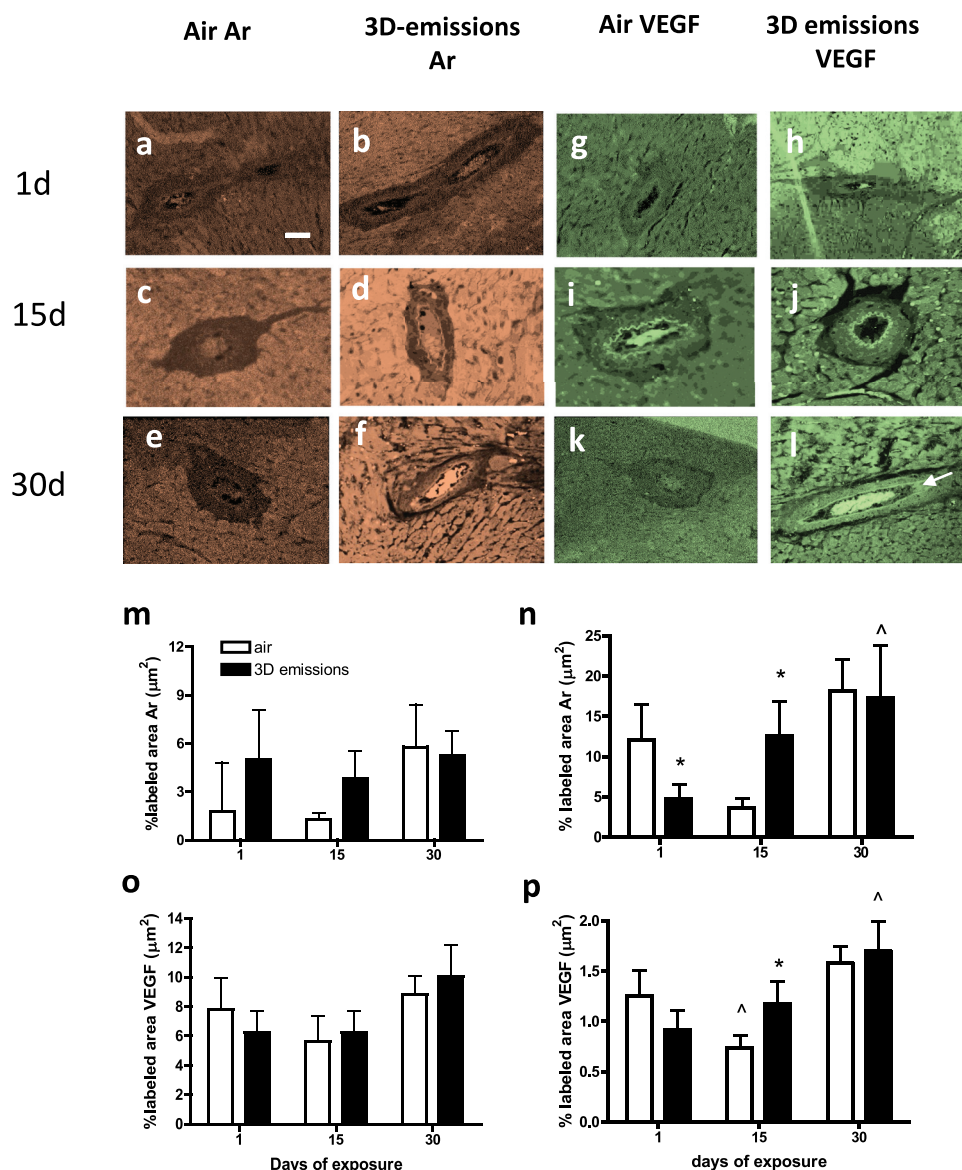 Air Ar
3D-emissions
Ar
Air VEGF
3D emissions
VEGF
1d
a
b
g
h
15d
c
d
i
j
30d
e
f
k
l
m
12
9
6
3
0
%labeled area Ar (μm²)
air
3D emissions
1
15
30
n
25
20
15
10
5
0
% labeled area Ar (μm²)
*
*
^
1
15
30
o
14
12
10
8
6
4
2
0
%labeled area VEGF (μm²)
1
15
30
Days of exposure
p
2.0
1.5
1.0
0.5
0.0
% labeled area VEGF (μm²)
^
*
^
1
15
30
days of exposure